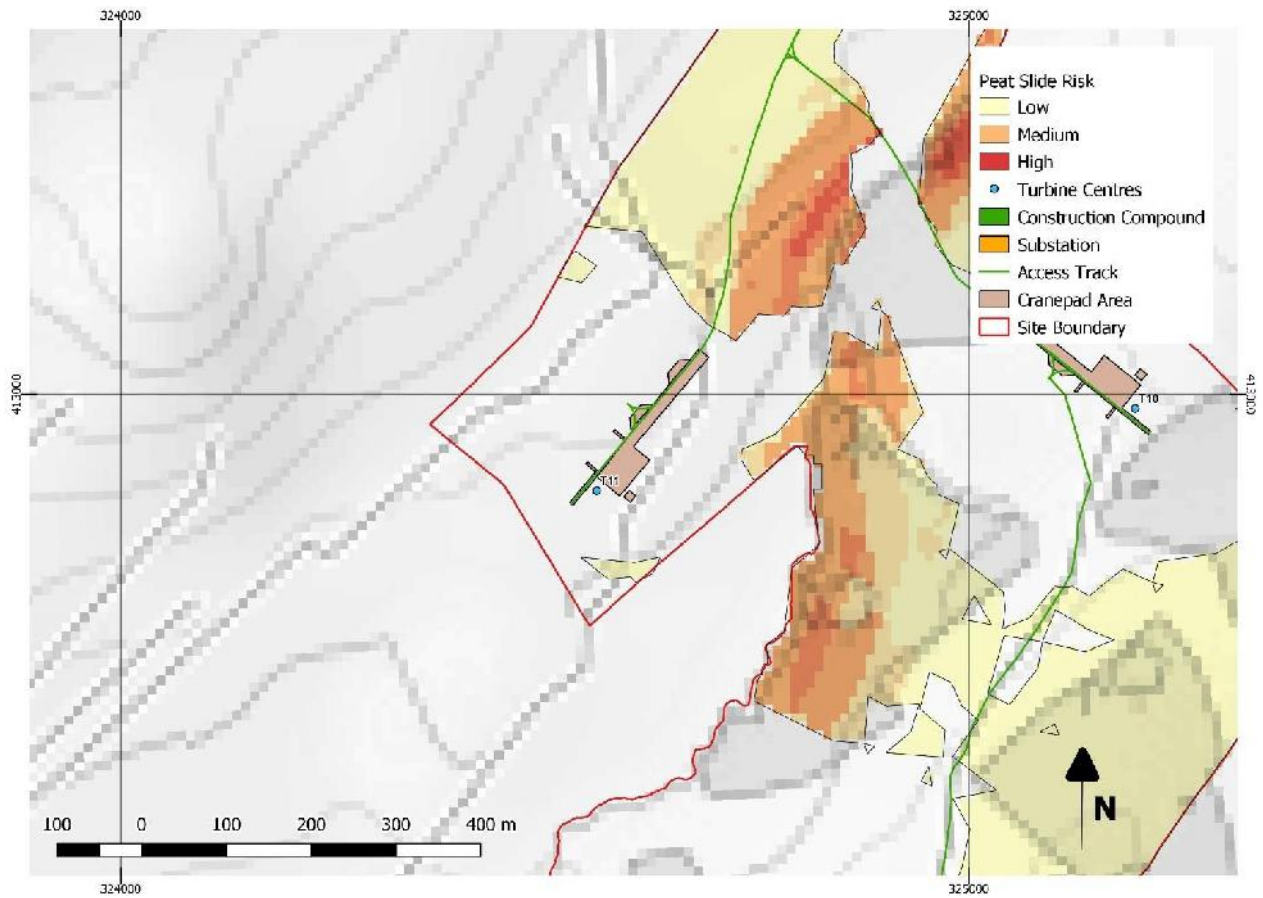 324000
325000
Peat Slide Risk
Low
Medium
High
Turbine Centres
Construction Compound
Substation
Access Track
Cranepad Area
Site Boundary
413000
413000
T10
T11
N
100 0 100 200 300 400 m
324000
325000